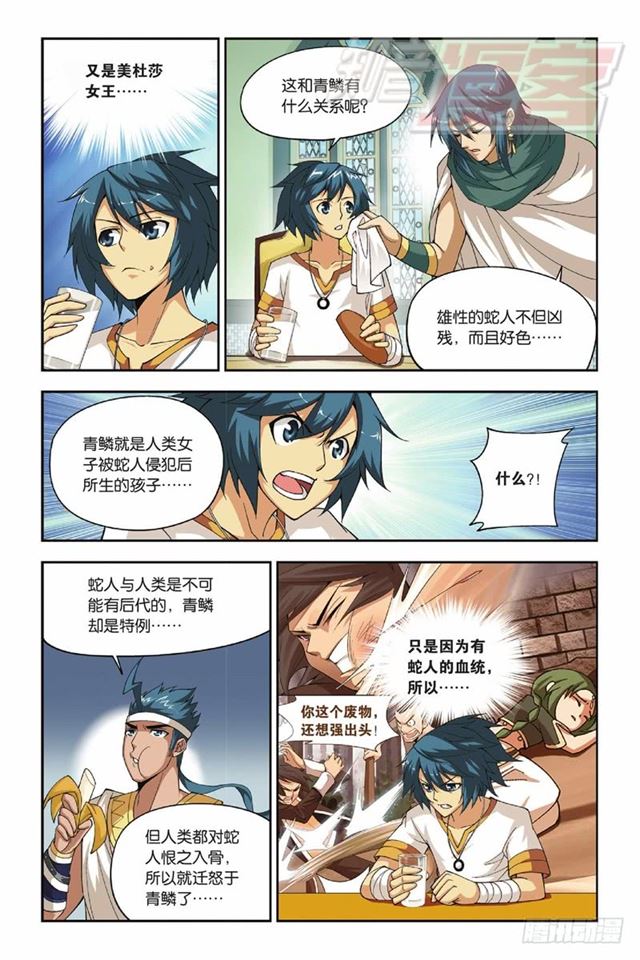 又是美杜莎
女王……
这和青鳞有
什么关系呢？
雄性的蛇人不但凶
残，而且好色……
青鳞就是人类女
子被蛇人侵犯后
所生的孩子……
什么?!
蛇人与人类是不可
能有后代的，青鳞
却是特例……
但人类都对蛇
人恨之入骨，
所以就迁怒于
青鳞了……
只是因为有
蛇人的血统，
所以……
你这个废物，
还想强出头！
腾讯动漫